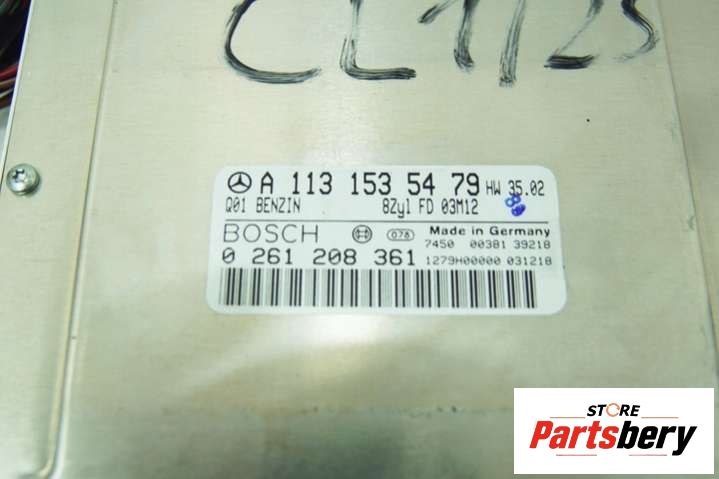 CL1123
A 113 153 54 79 HW 35.02
Q01 BENZIN 8Zyl FD 03M12
BOSCH 078 Made in Germany
7450 00381 39218
0 261 208 361 1279H00000 031218
STORE
Partsbery